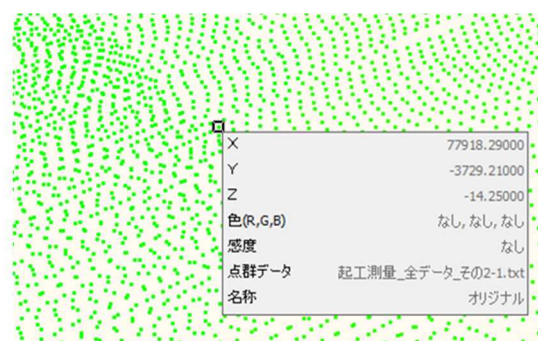 X 77918.29000
Y -3729.21000
Z -14.25000
色(R,G,B) なし, なし, なし
感度 なし
点群データ 起工測量_全データ_その2-1.txt
名称 オリジナル